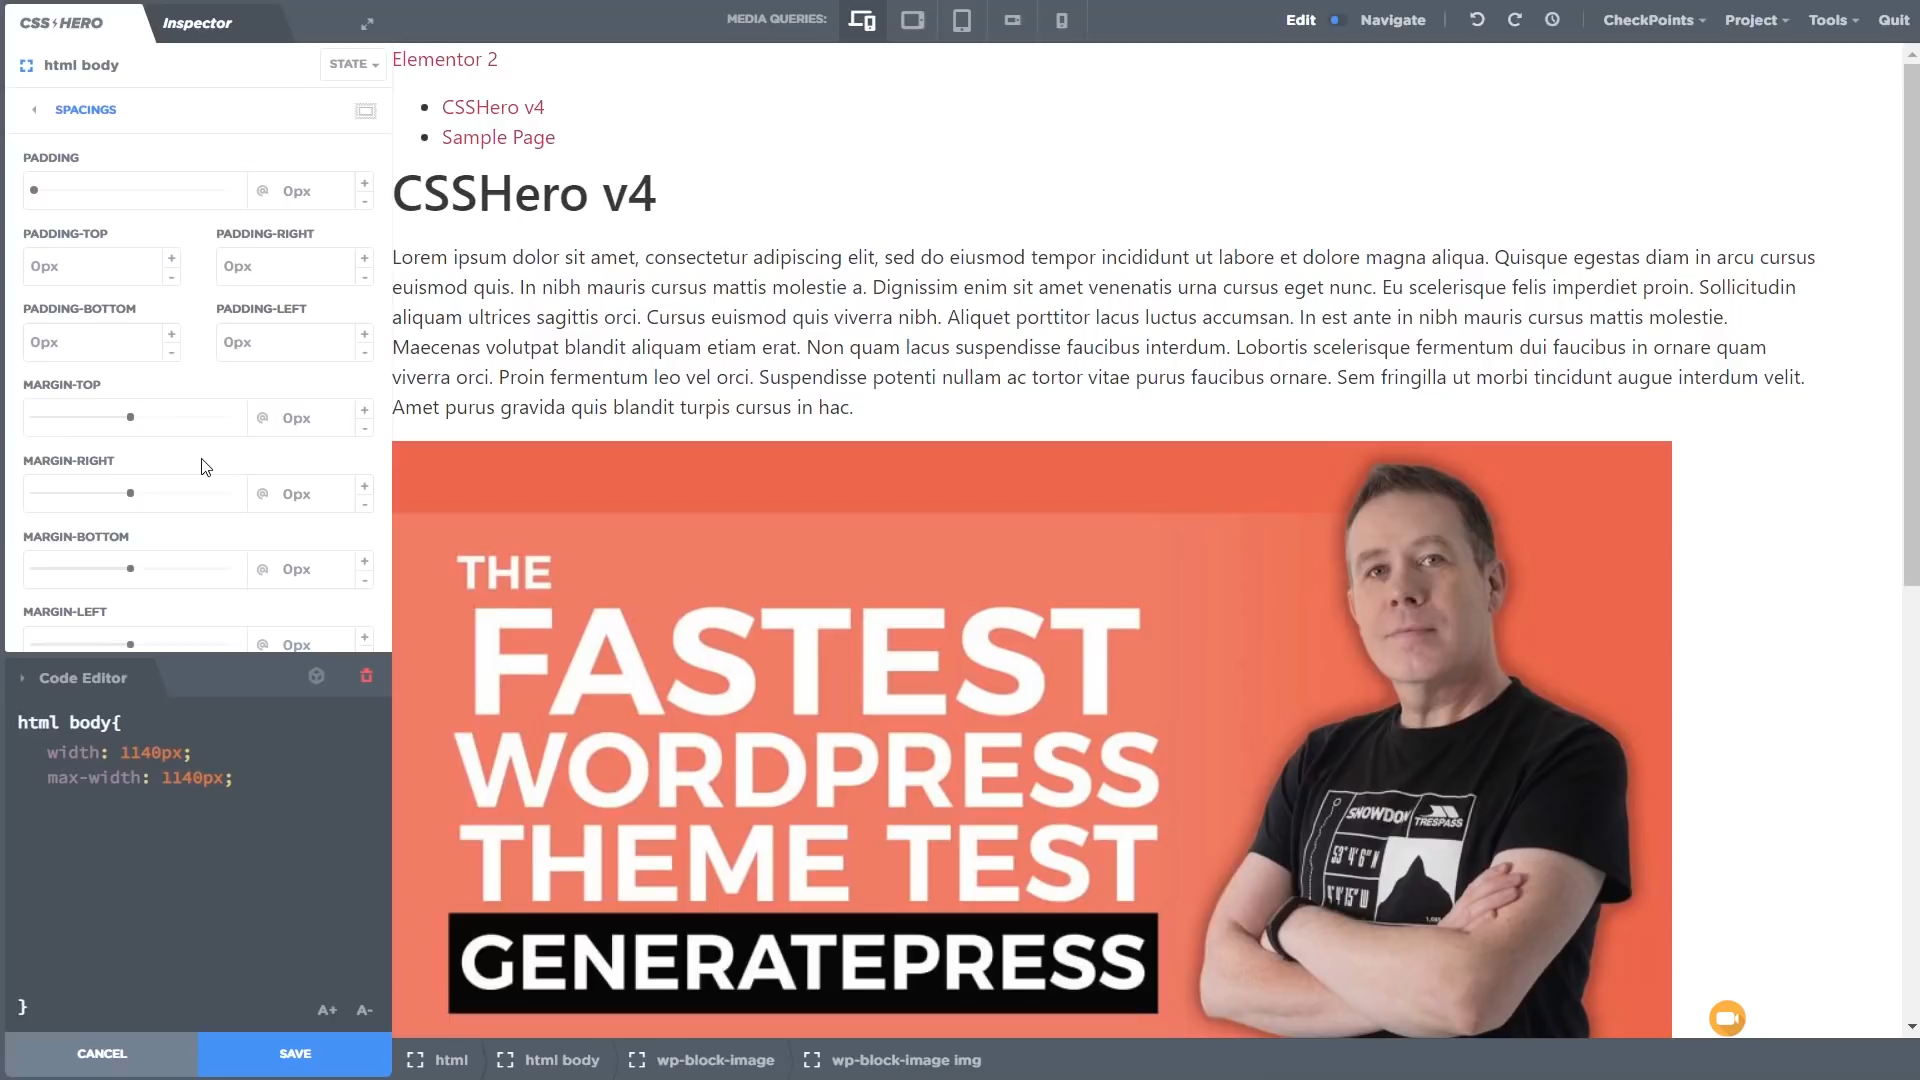 CSS HERO
Inspector
MEDIA QUERIES:
Edit
Navigate
CheckPoints
Project
Tools
Quit
html body
STATE
SPACINGS
PADDING
@ 0px + -
PADDING-TOP
PADDING-RIGHT
0px + -
0px + -
PADDING-BOTTOM
PADDING-LEFT
0px + -
0px + -
MARGIN-TOP
@ 0px + -
MARGIN-RIGHT
@ 0px + -
MARGIN-BOTTOM
@ 0px + -
MARGIN-LEFT
@ 0px +
Code Editor
html body{
width: 1140px;
max-width: 1140px;
}
A+ A-
CANCEL
SAVE
Elementor 2
• CSSHero v4
• Sample Page
CSSHero v4
Lorem ipsum dolor sit amet, consectetur adipiscing elit, sed do eiusmod tempor incididunt ut labore et dolore magna aliqua. Quisque egestas diam in arcu cursus
euismod quis. In nibh mauris cursus mattis molestie a. Dignissim enim sit amet venenatis urna cursus eget nunc. Eu scelerisque felis imperdiet proin. Sollicitudin
aliquam ultrices sagittis orci. Cursus euismod quis viverra nibh. Aliquet porttitor lacus luctus accumsan. In est ante in nibh mauris cursus mattis molestie.
Maecenas volutpat blandit aliquam etiam erat. Non quam lacus suspendisse faucibus interdum. Lobortis scelerisque fermentum dui faucibus in ornare quam
viverra orci. Proin fermentum leo vel orci. Suspendisse potenti nullam ac tortor vitae purus faucibus ornare. Sem fringilla ut morbi tincidunt augue interdum velit.
Amet purus gravida quis blandit turpis cursus in hac.
THE
FASTEST
WORDPRESS
THEME TEST
GENERATEPRESS
SNOWDON
TRESPASS
53° 4' 6" N
4' 15" W
1,085
html
html body
wp-block-image
wp-block-image img